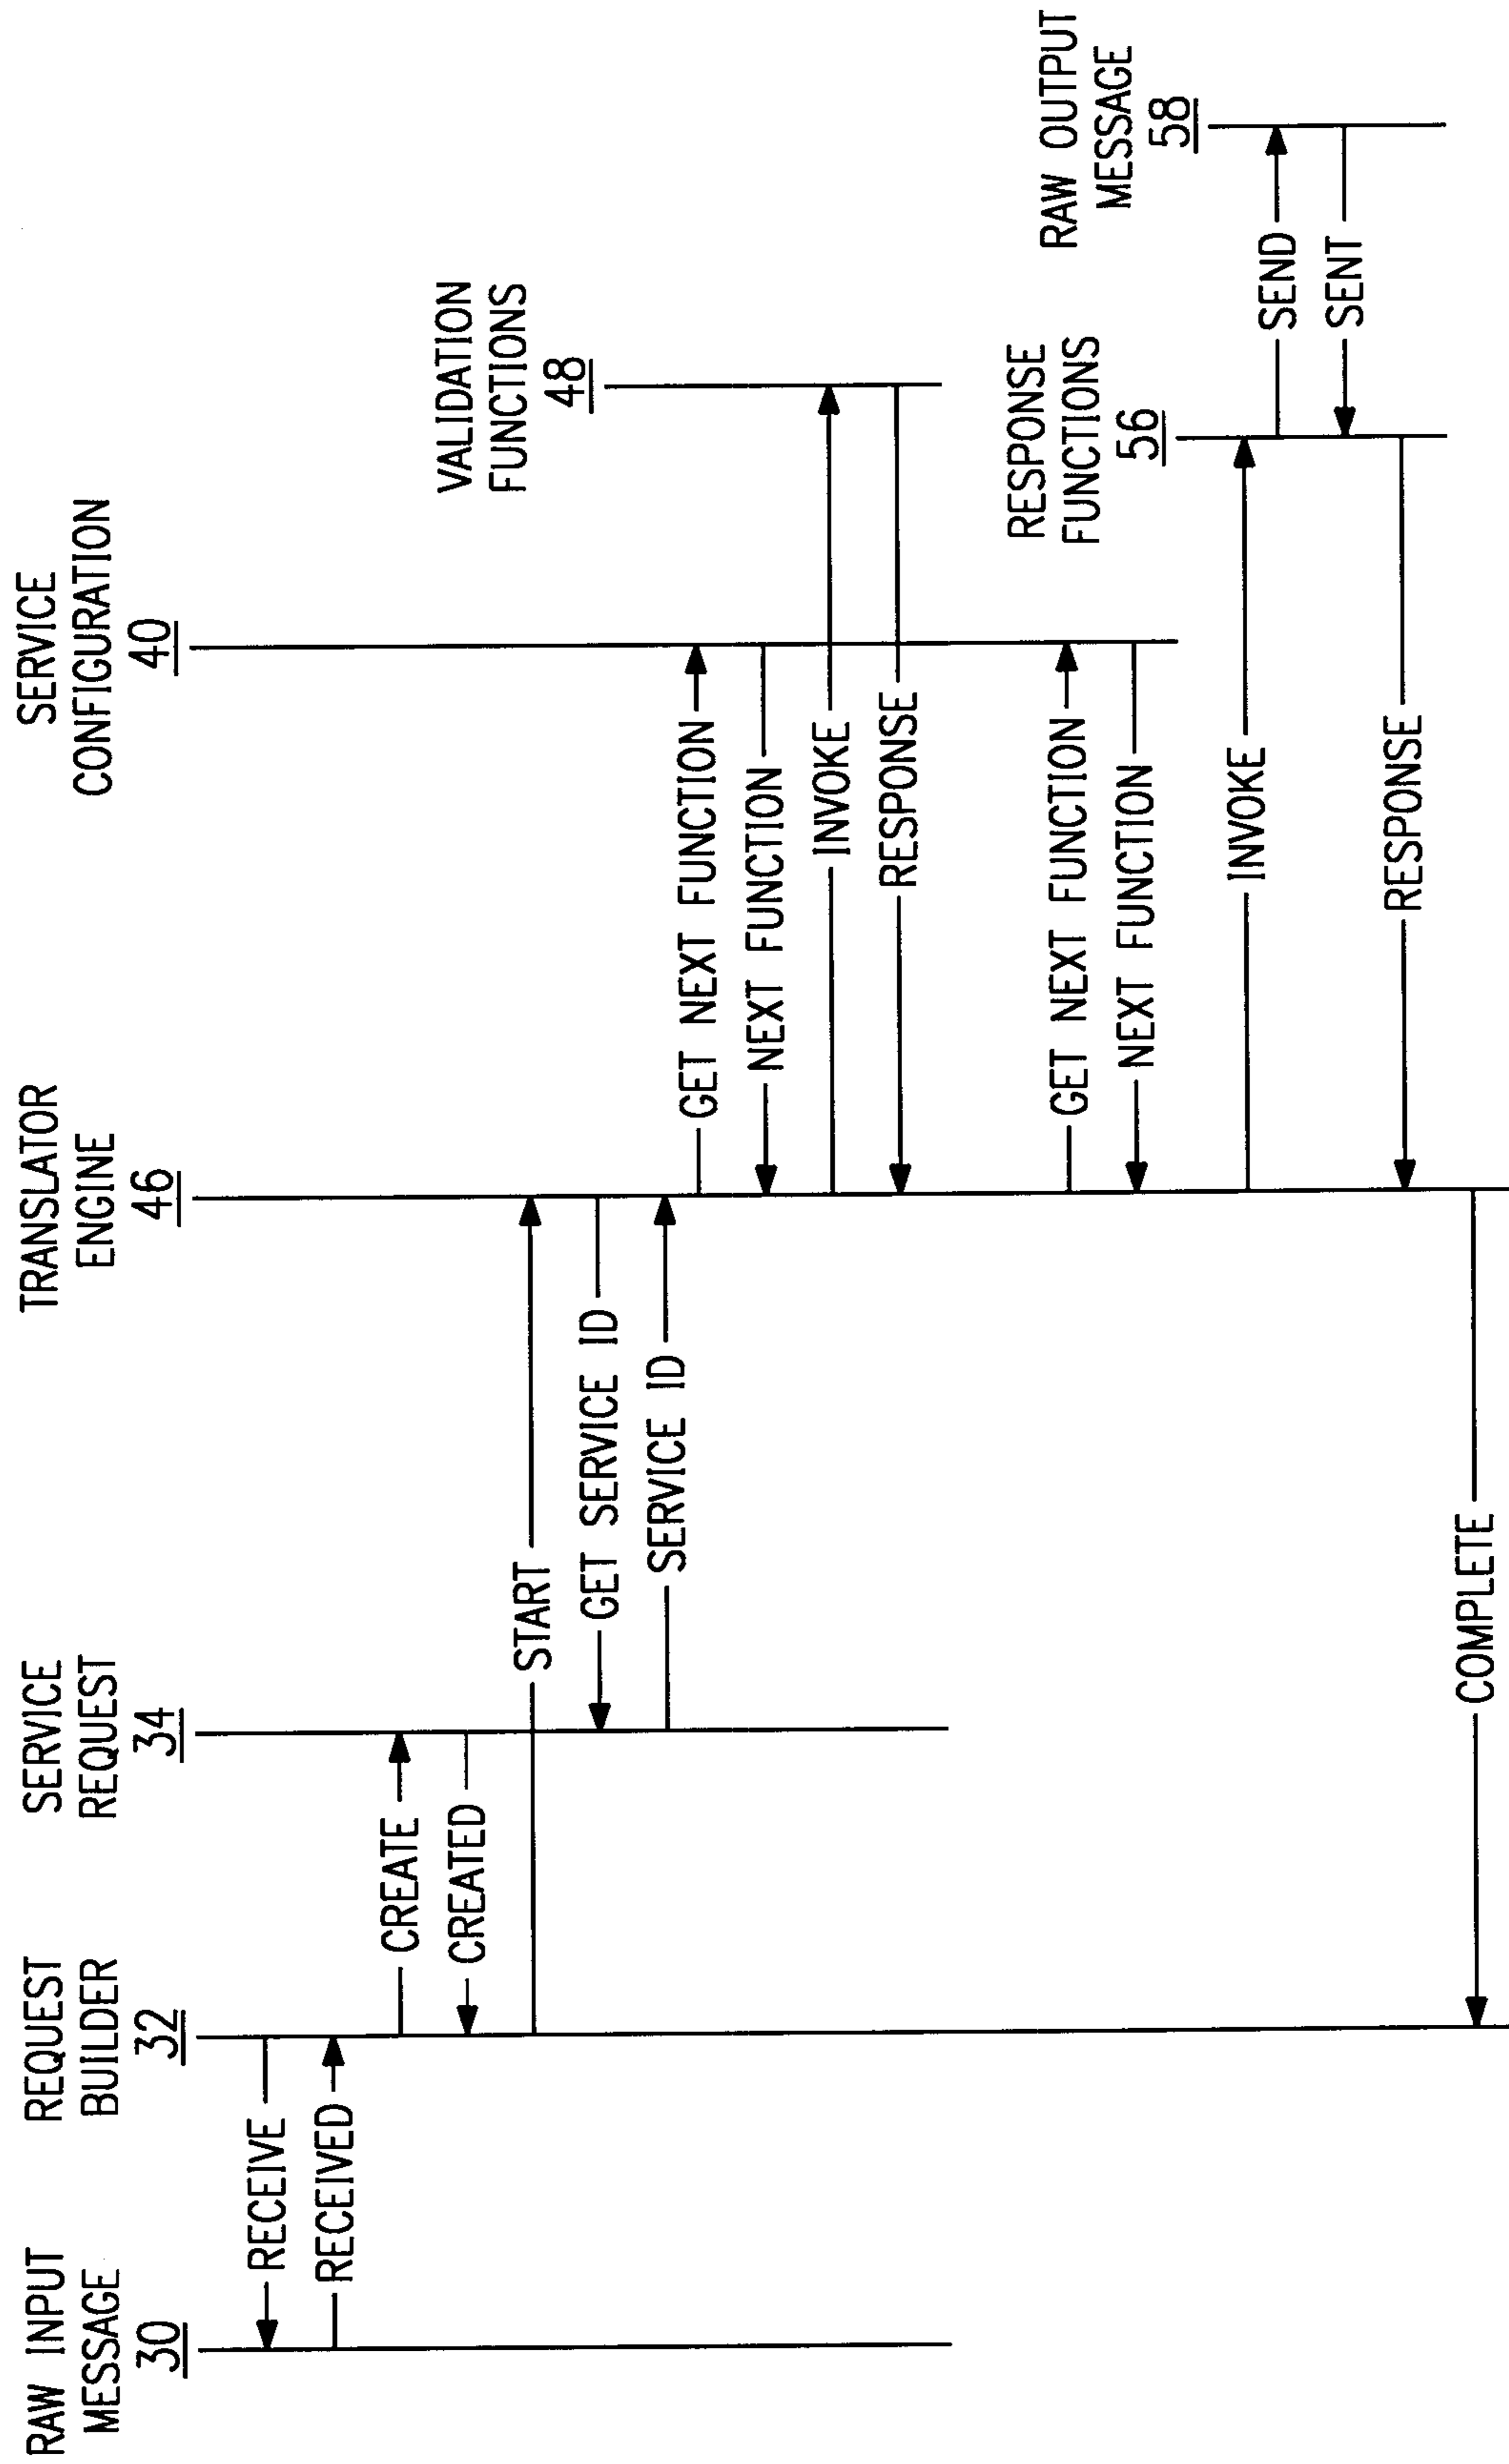 RAW INPUT
MESSAGE
30
REQUEST
BUILDER
32
SERVICE
REQUEST
34
TRANSLATOR
ENGINE
46
SERVICE
CONFIGURATION
40
RECEIVE
RECEIVED
CREATE
CREATED
START
GET SERVICE ID
SERVICE ID
VALIDATION
FUNCTIONS
48
GET NEXT FUNCTION
NEXT FUNCTION
INVOKE
RESPONSE
RESPONSE
FUNCTIONS
56
RAW OUTPUT
MESSAGE
58
GET NEXT FUNCTION
NEXT FUNCTION
INVOKE
SEND
SENT
RESPONSE
COMPLETE